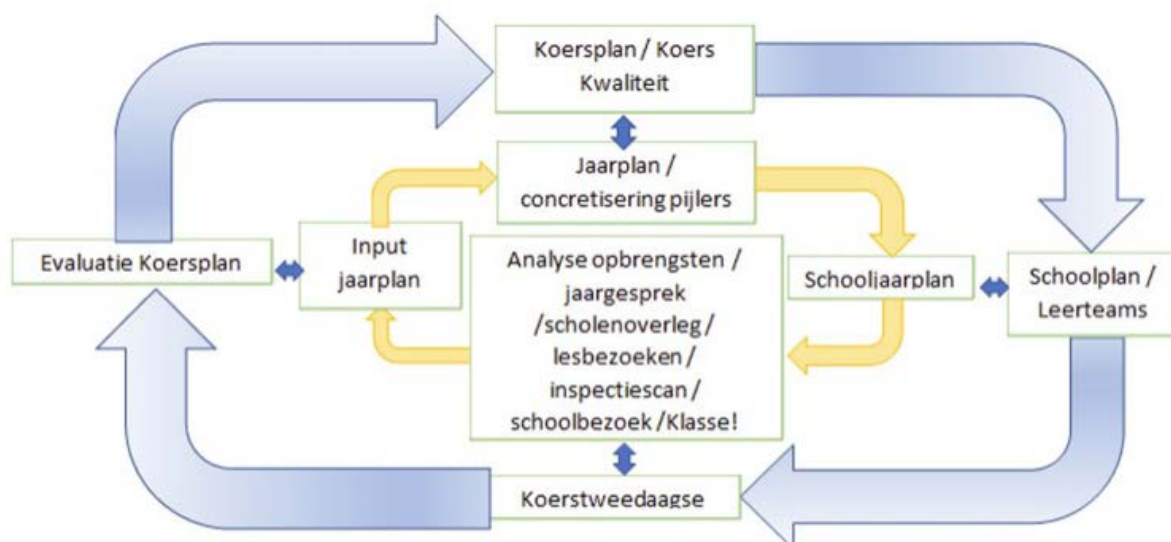 Koersplan / Koers
Kwaliteit
Jaarplan /
concretisering pijlers
Evaluatie Koersplan
Input
jaarplan
Analyse opbrengsten /
jaargesprek
/scholenoverleg /
lesbezoeken /
inspectiescan /
schoolbezoek /Klasse!
Schooljaarplan
Schoolplan /
Leerteams
Koerstweedaagse